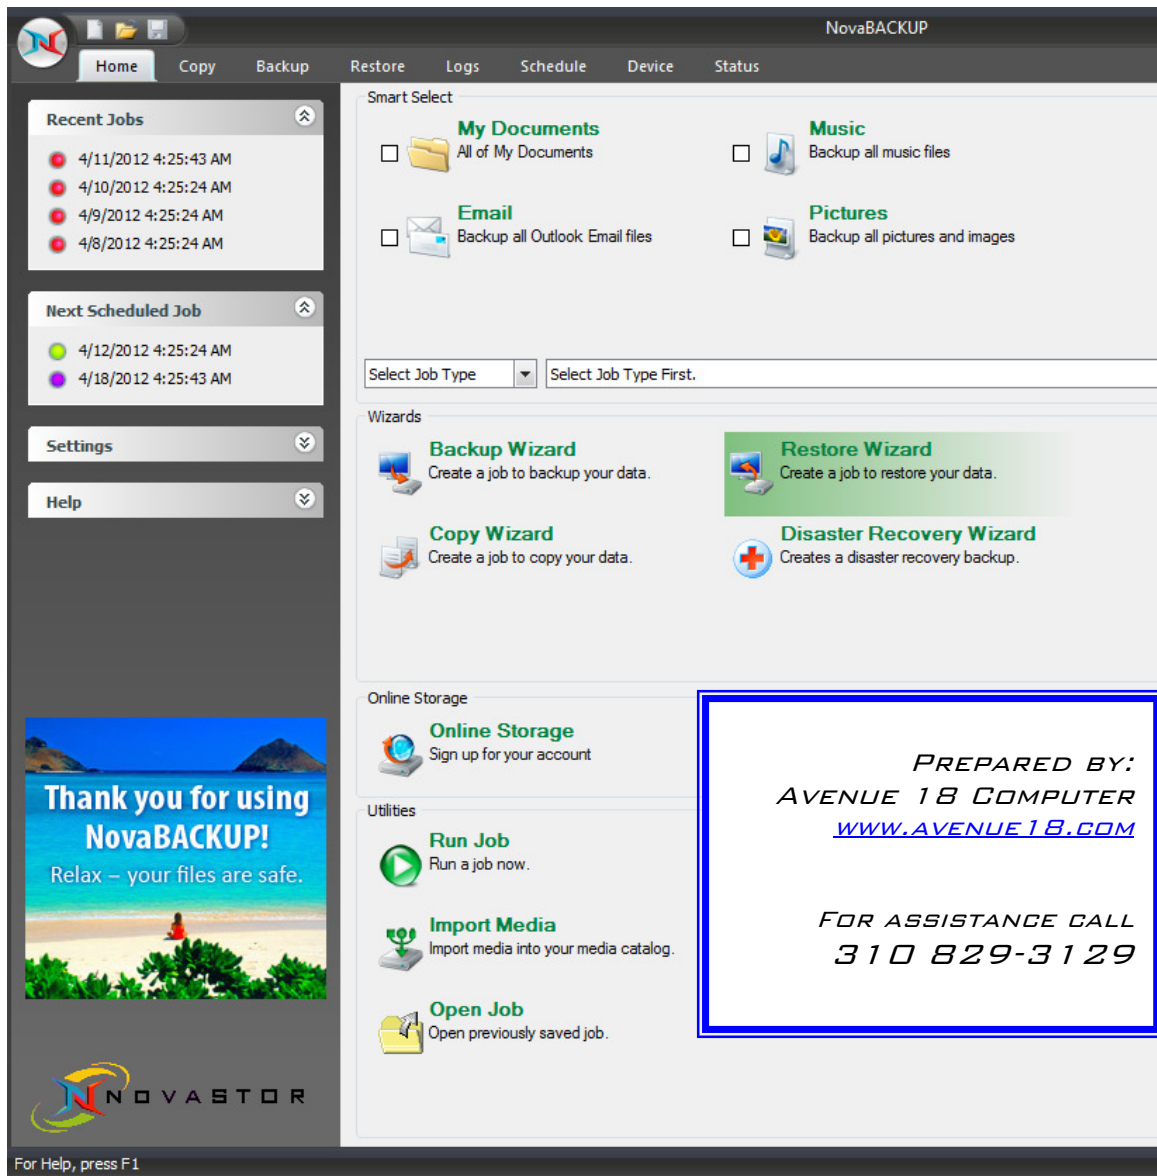 NovaBACKUP
Home Copy Backup Restore Logs Schedule Device Status
Recent Jobs
4/11/2012 4:25:43 AM
4/10/2012 4:25:24 AM
4/9/2012 4:25:24 AM
4/8/2012 4:25:24 AM
Next Scheduled Job
4/12/2012 4:25:24 AM
4/18/2012 4:25:43 AM
Settings
Help
Thank you for using
NovaBACKUP!
Relax – your files are safe.
NOVASTOR
Smart Select
My Documents
All of My Documents
Music
Backup all music files
Email
Backup all Outlook Email files
Pictures
Backup all pictures and images
Select Job Type
Select Job Type First.
Wizards
Backup Wizard
Create a job to backup your data.
Restore Wizard
Create a job to restore your data.
Copy Wizard
Create a job to copy your data.
Disaster Recovery Wizard
Creates a disaster recovery backup.
Online Storage
Online Storage
Sign up for your account
Utilities
Run Job
Run a job now.
Import Media
Import media into your media catalog.
Open Job
Open previously saved job.
Prepared by:
Avenue 18 Computer
www.avenue18.com
For assistance call
310 829-3129
For Help, press F1